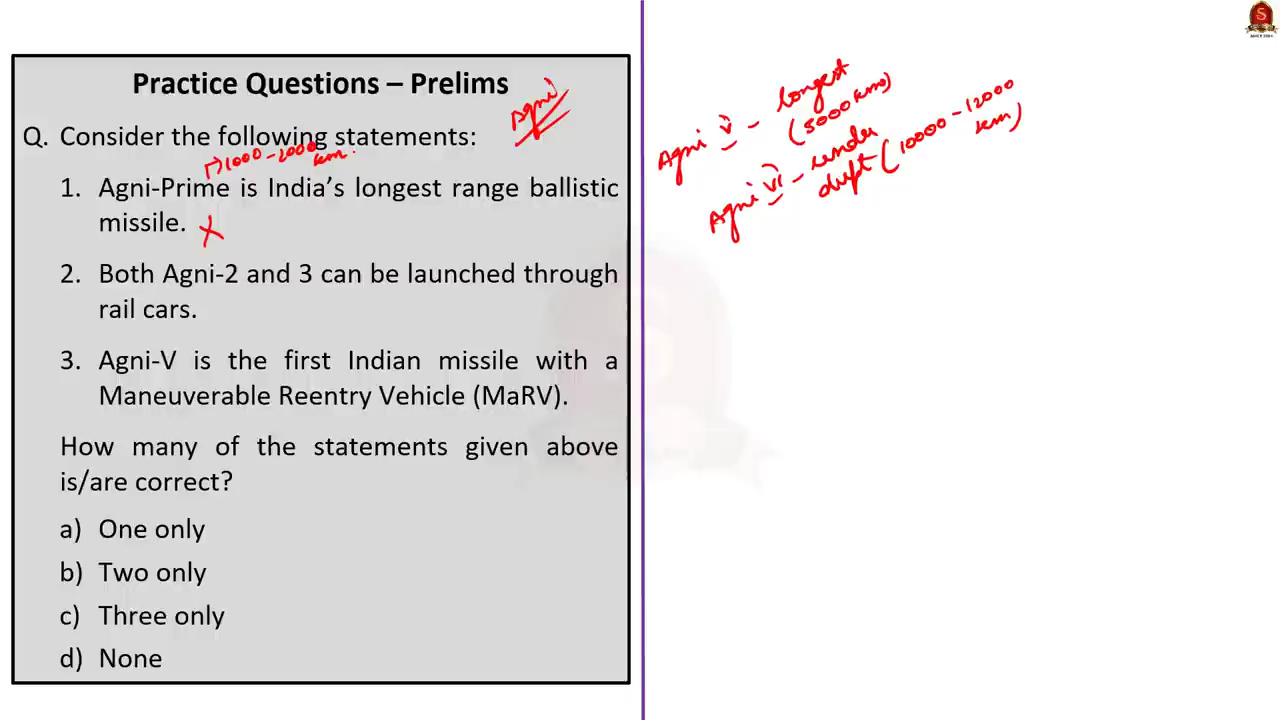 Practice Questions – Prelims
Agni
Q. Consider the following statements:
1000 - 2000 km.
1. Agni-Prime is India's longest range ballistic
missile. X
2. Both Agni-2 and 3 can be launched through
rail cars.
3. Agni-V is the first Indian missile with a
Maneuverable Reentry Vehicle (MaRV).
How many of the statements given above
is/are correct?
a) One only
b) Two only
c) Three only
d) None
Agni V - longest
(5000 km)
Agni VI - under
(10000 - 12000
km)
S